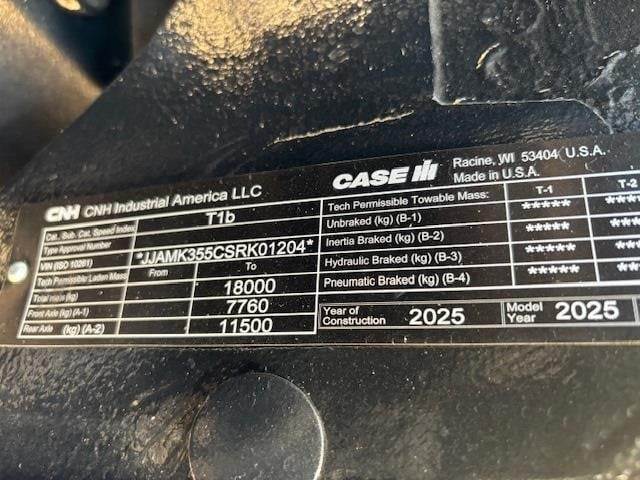 CNH CNH Industrial America LLC
CASE IH Racine, WI 53404 U.S.A.
Made in U.S.A.
Cat., Sub. Cat, Speed Index T1b
Type Approval Number
VIN (ISO 10261) *JJAMK355CSRK01204*
Tech Permissible Laden Mass: From To
Total mass (kg) 18000
Front Axle (kg) (A-1) 7760
Rear Axle (kg) (A-2) 11500
Tech Permissible Towable Mass: T-1 T-2
Unbraked (kg) (B-1) ***** ****
Inertia Braked (kg) (B-2) ***** ****
Hydraulic Braked (kg) (B-3) ***** ****
Pneumatic Braked (kg) (B-4) ***** ****
Year of Construction 2025 Model Year 2025